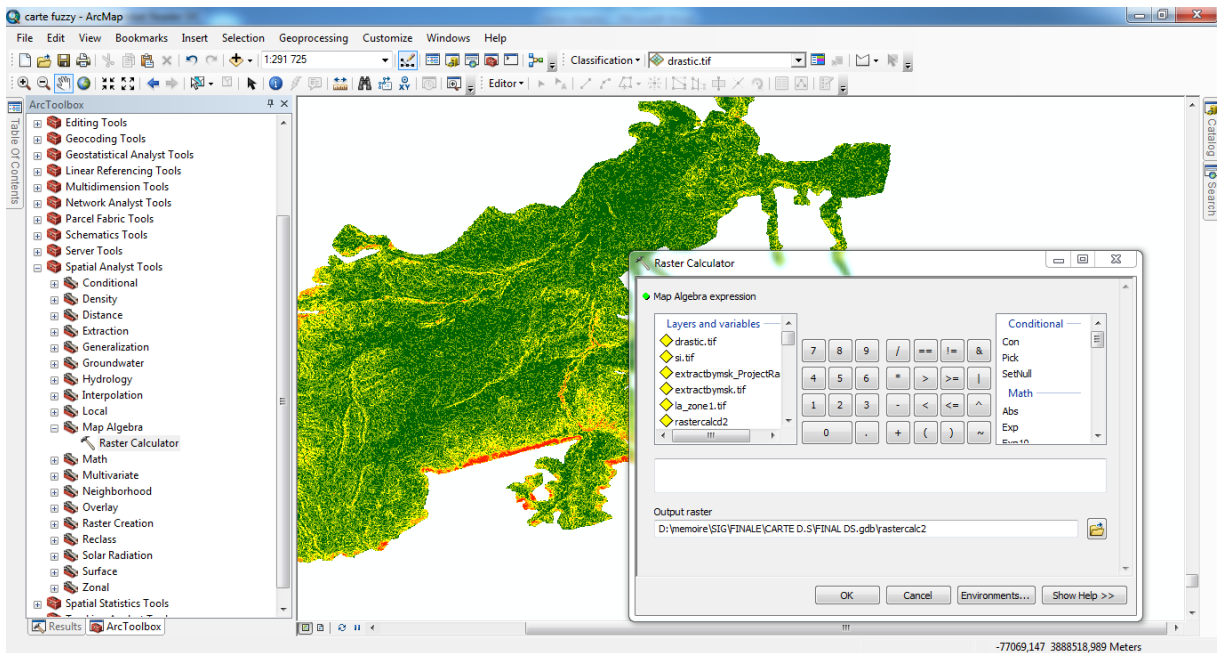 carte fuzzy - ArcMap
File Edit View Bookmarks Insert Selection Geoprocessing Customize Windows Help
1:291 725
Classification
drastic.tif
Editor
ArcToolbox
Table Of Contents
Editing Tools
Geocoding Tools
Geostatistical Analyst Tools
Linear Referencing Tools
Multidimension Tools
Network Analyst Tools
Parcel Fabric Tools
Schematics Tools
Server Tools
Spatial Analyst Tools
Conditional
Density
Distance
Extraction
Generalization
Groundwater
Hydrology
Interpolation
Local
Map Algebra
Raster Calculator
Math
Multivariate
Neighborhood
Overlay
Raster Creation
Reclass
Solar Radiation
Surface
Zonal
Spatial Statistics Tools
Results ArcToolbox
Catalog
Search
Raster Calculator
Map Algebra expression
Layers and variables
drastic.tif
si.tif
extractbymsk_ProjectRa
extractbymsk.tif
la_zone1.tif
rastercalcd2
7 8 9 / == != &
4 5 6 * > >= |
1 2 3 - < <= ^
0 . + ( ) ~
Conditional
Con
Pick
SetNull
Math
Abs
Exp
Exp10
Output raster
D:\memoire\SIG\FINALE\CARTE D.S\FINAL DS.gdb\rastercalc2
OK Cancel Environments... Show Help >>
-77069,147 3888518,989 Meters